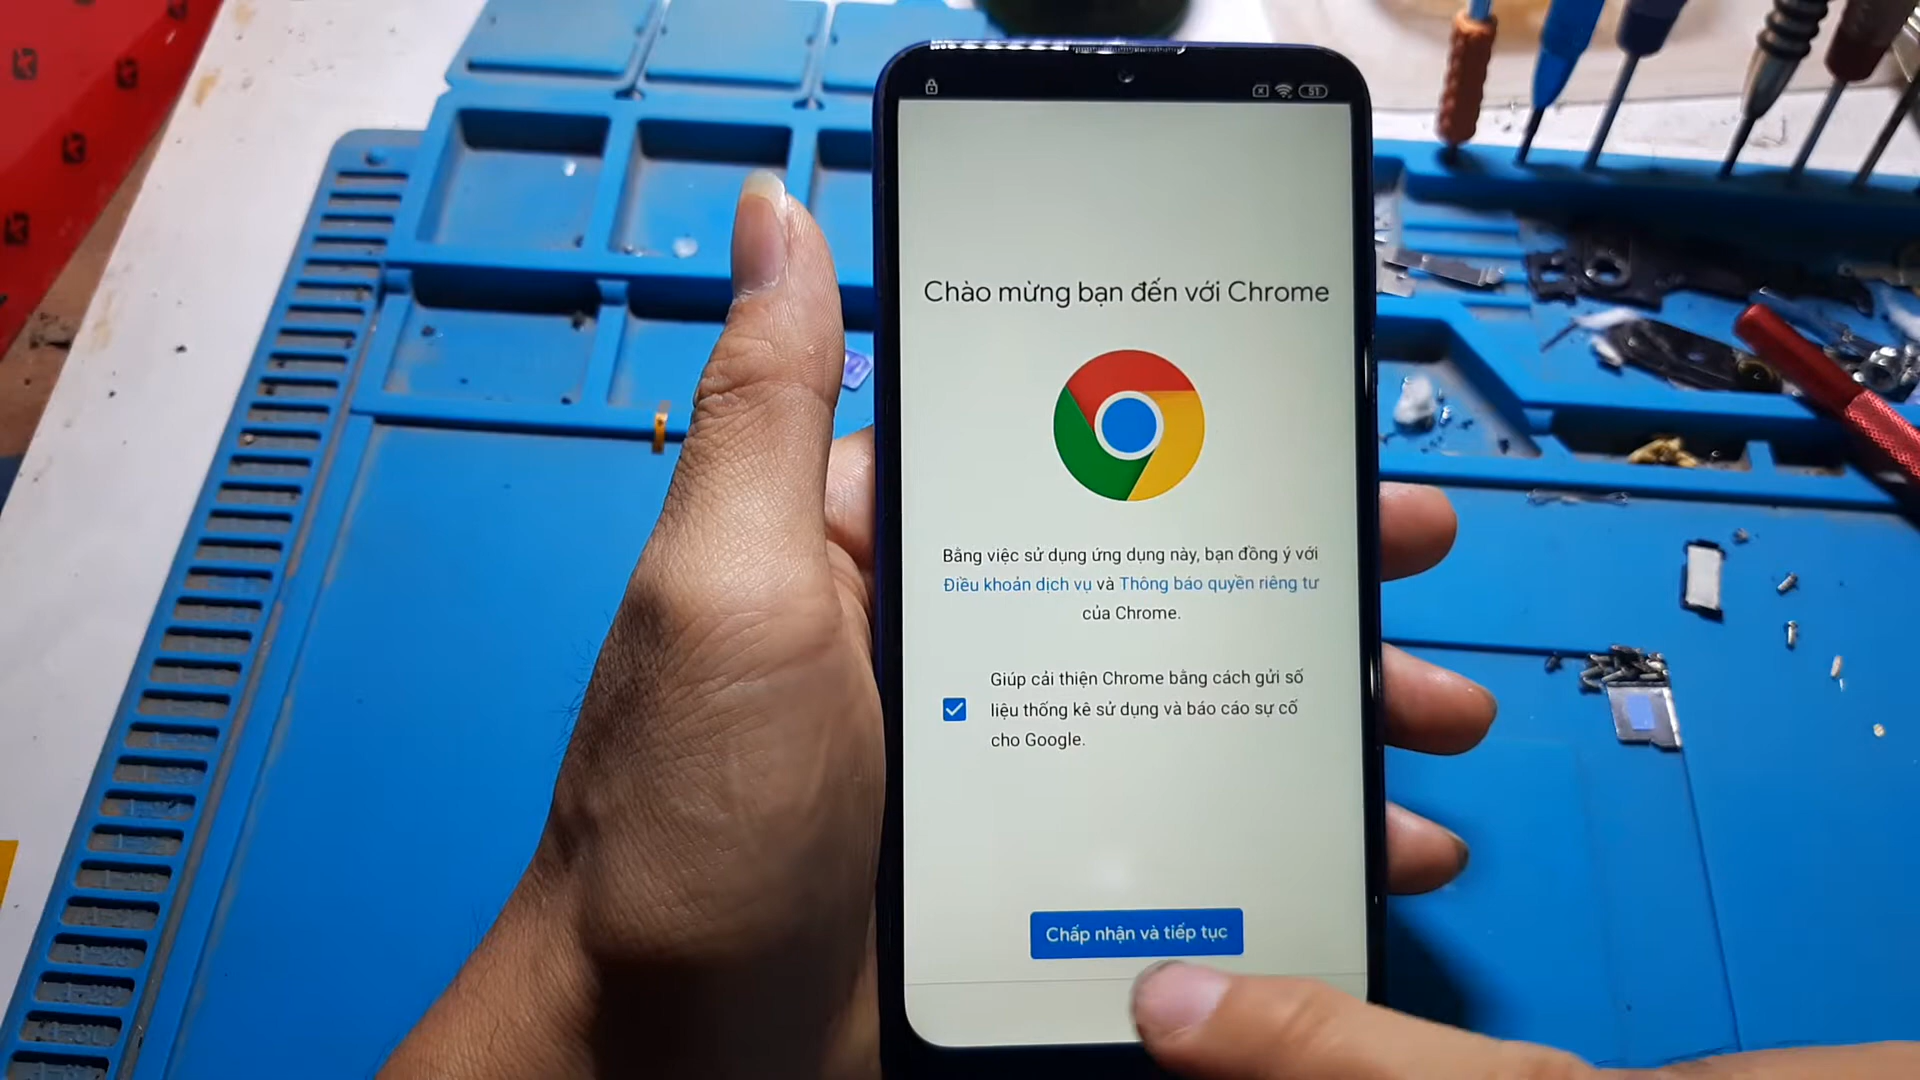 51
Chào mừng bạn đến với Chrome
Bằng việc sử dụng ứng dụng này, bạn đồng ý với
Điều khoản dịch vụ và Thông báo quyền riêng tư
của Chrome.
Giúp cải thiện Chrome bằng cách gửi số
liệu thống kê sử dụng và báo cáo sự cố
cho Google.
Chấp nhận và tiếp tục